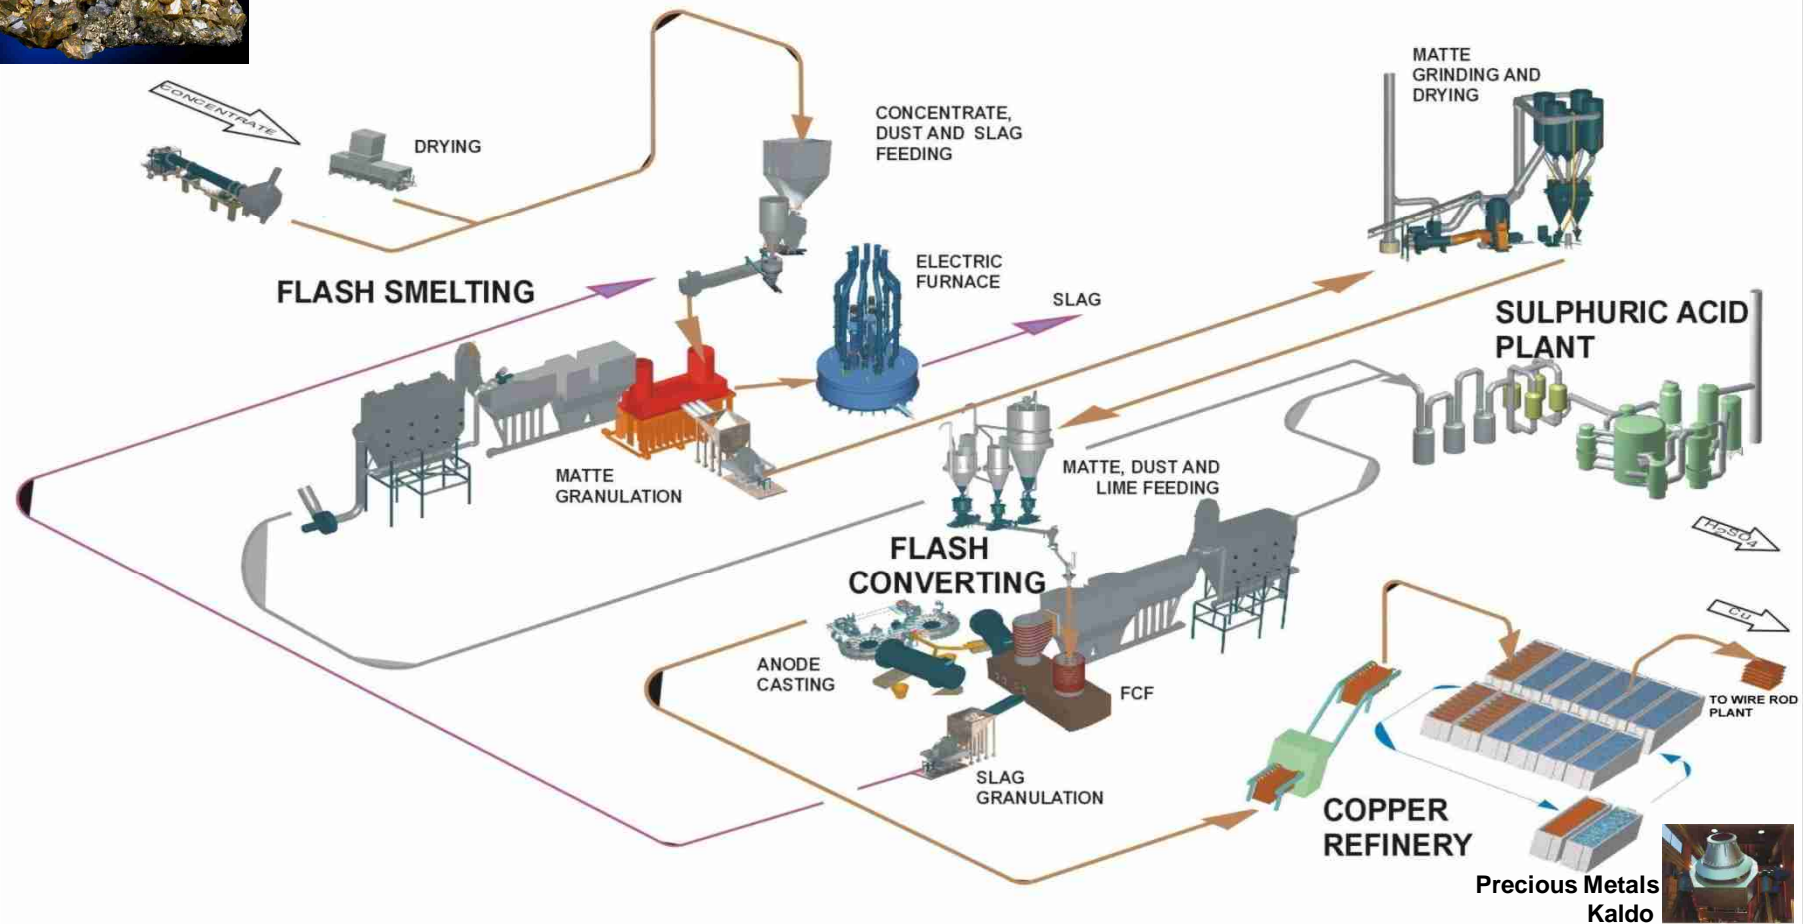 CONCENTRATE
DRYING
CONCENTRATE,
DUST AND SLAG
FEEDING
MATTE
GRINDING AND
DRYING
FLASH SMELTING
ELECTRIC
FURNACE
SLAG
SULPHURIC ACID
PLANT
MATTE
GRANULATION
MATTE, DUST AND
LIME FEEDING
H2SO4
FLASH
CONVERTING
Cu
ANODE
CASTING
FCF
TO WIRE ROD
PLANT
SLAG
GRANULATION
COPPER
REFINERY
Precious Metals
Kaldo